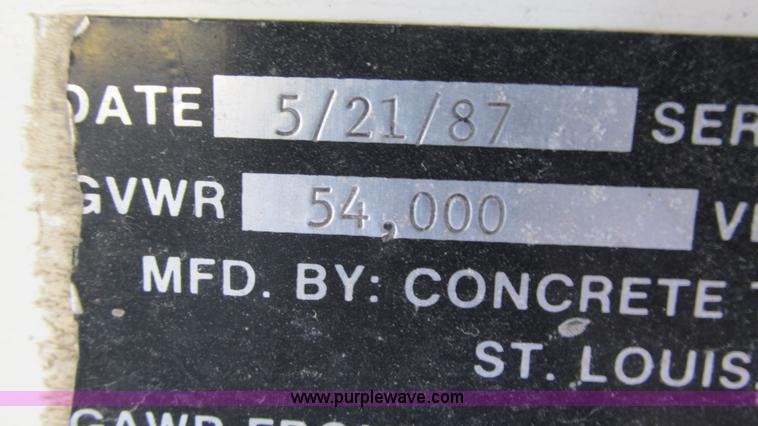 DATE 5/21/87 SER
GVWR 54,000
MFD. BY: CONCRETE
ST. LOUIS,
www.purplewave.com